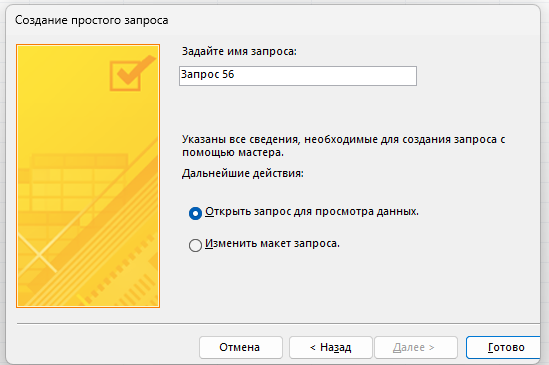 Создание простого запроса
Задайте имя запроса:
Запрос 56
Указаны все сведения, необходимые для создания запроса с
помощью мастера.
Дальнейшие действия:
Открыть запрос для просмотра данных.
Изменить макет запроса.
Отмена
< Назад
Далее >
Готово